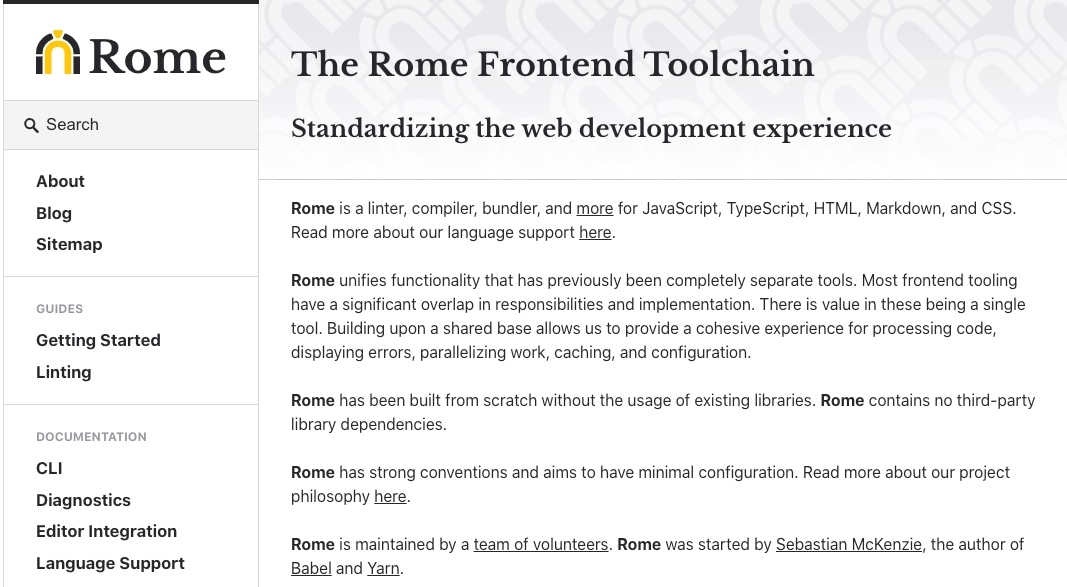 Rome
Search
About
Blog
Sitemap
GUIDES
Getting Started
Linting
DOCUMENTATION
CLI
Diagnostics
Editor Integration
Language Support
The Rome Frontend Toolchain
Standardizing the web development experience
Rome is a linter, compiler, bundler, and more for JavaScript, TypeScript, HTML, Markdown, and CSS.
Read more about our language support here.
Rome unifies functionality that has previously been completely separate tools. Most frontend tooling
have a significant overlap in responsibilities and implementation. There is value in these being a single
tool. Building upon a shared base allows us to provide a cohesive experience for processing code,
displaying errors, parallelizing work, caching, and configuration.
Rome has been built from scratch without the usage of existing libraries. Rome contains no third-party
library dependencies.
Rome has strong conventions and aims to have minimal configuration. Read more about our project
philosophy here.
Rome is maintained by a team of volunteers. Rome was started by Sebastian McKenzie, the author of
Babel and Yarn.